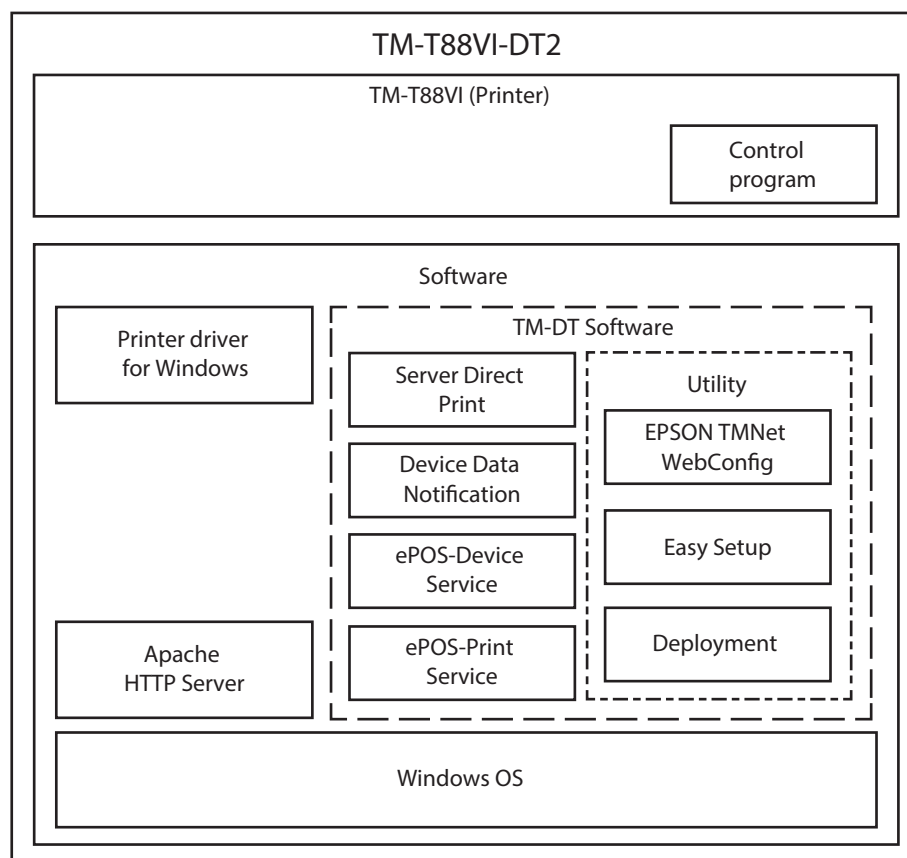 TM-T88VI-DT2
TM-T88VI (Printer)
Control
program
Software
Printer driver
for Windows
TM-DT Software
Server Direct
Print
Device Data
Notification
ePOS-Device
Service
ePOS-Print
Service
Utility
EPSON TMNet
WebConfig
Easy Setup
Deployment
Apache
HTTP Server
Windows OS